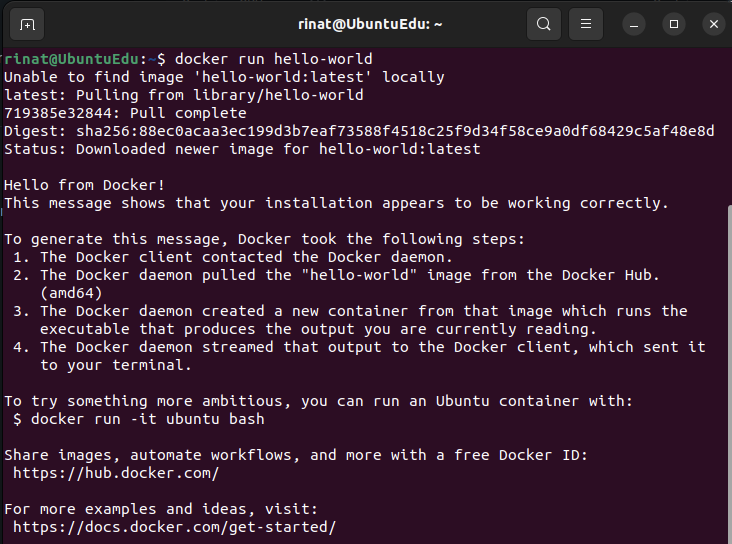 rinat@UbuntuEdu: ~
rinat@UbuntuEdu:~$ docker run hello-world
Unable to find image 'hello-world:latest' locally
latest: Pulling from library/hello-world
719385e32844: Pull complete
Digest: sha256:88ec0acaa3ec199d3b7eaf73588f4518c25f9d34f58ce9a0df68429c5af48e8d
Status: Downloaded newer image for hello-world:latest
Hello from Docker!
This message shows that your installation appears to be working correctly.
To generate this message, Docker took the following steps:
1. The Docker client contacted the Docker daemon.
2. The Docker daemon pulled the "hello-world" image from the Docker Hub.
(amd64)
3. The Docker daemon created a new container from that image which runs the
executable that produces the output you are currently reading.
4. The Docker daemon streamed that output to the Docker client, which sent it
to your terminal.
To try something more ambitious, you can run an Ubuntu container with:
$ docker run -it ubuntu bash
Share images, automate workflows, and more with a free Docker ID:
https://hub.docker.com/
For more examples and ideas, visit:
https://docs.docker.com/get-started/